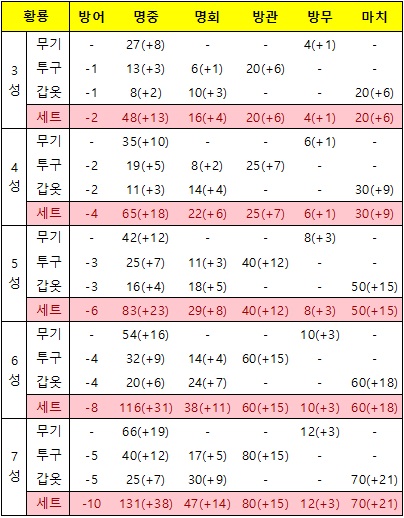 황룡 방어 명중 명회 방관 방무 마치
3성 무기 - 27(+8) - - 4(+1) -
투구 -1 13(+3) 6(+1) 20(+6) - -
갑옷 -1 8(+2) 10(+3) - - 20(+6)
세트 -2 48(+13) 16(+4) 20(+6) 4(+1) 20(+6)
4성 무기 - 35(+10) - - 6(+1) -
투구 -2 19(+5) 8(+2) 25(+7) - -
갑옷 -2 11(+3) 14(+4) - - 30(+9)
세트 -4 65(+18) 22(+6) 25(+7) 6(+1) 30(+9)
5성 무기 - 42(+12) - - 8(+3) -
투구 -3 25(+7) 11(+3) 40(+12) - -
갑옷 -3 16(+4) 18(+5) - - 50(+15)
세트 -6 83(+23) 29(+8) 40(+12) 8(+3) 50(+15)
6성 무기 - 54(+16) - - 10(+3) -
투구 -4 32(+9) 14(+4) 60(+15) - -
갑옷 -4 20(+6) 24(+7) - - 60(+18)
세트 -8 116(+31) 38(+11) 60(+15) 10(+3) 60(+18)
7성 무기 - 66(+19) - - 12(+3) -
투구 -5 40(+12) 17(+5) 80(+15) - -
갑옷 -5 25(+7) 30(+9) - - 70(+21)
세트 -10 131(+38) 47(+14) 80(+15) 12(+3) 70(+21)